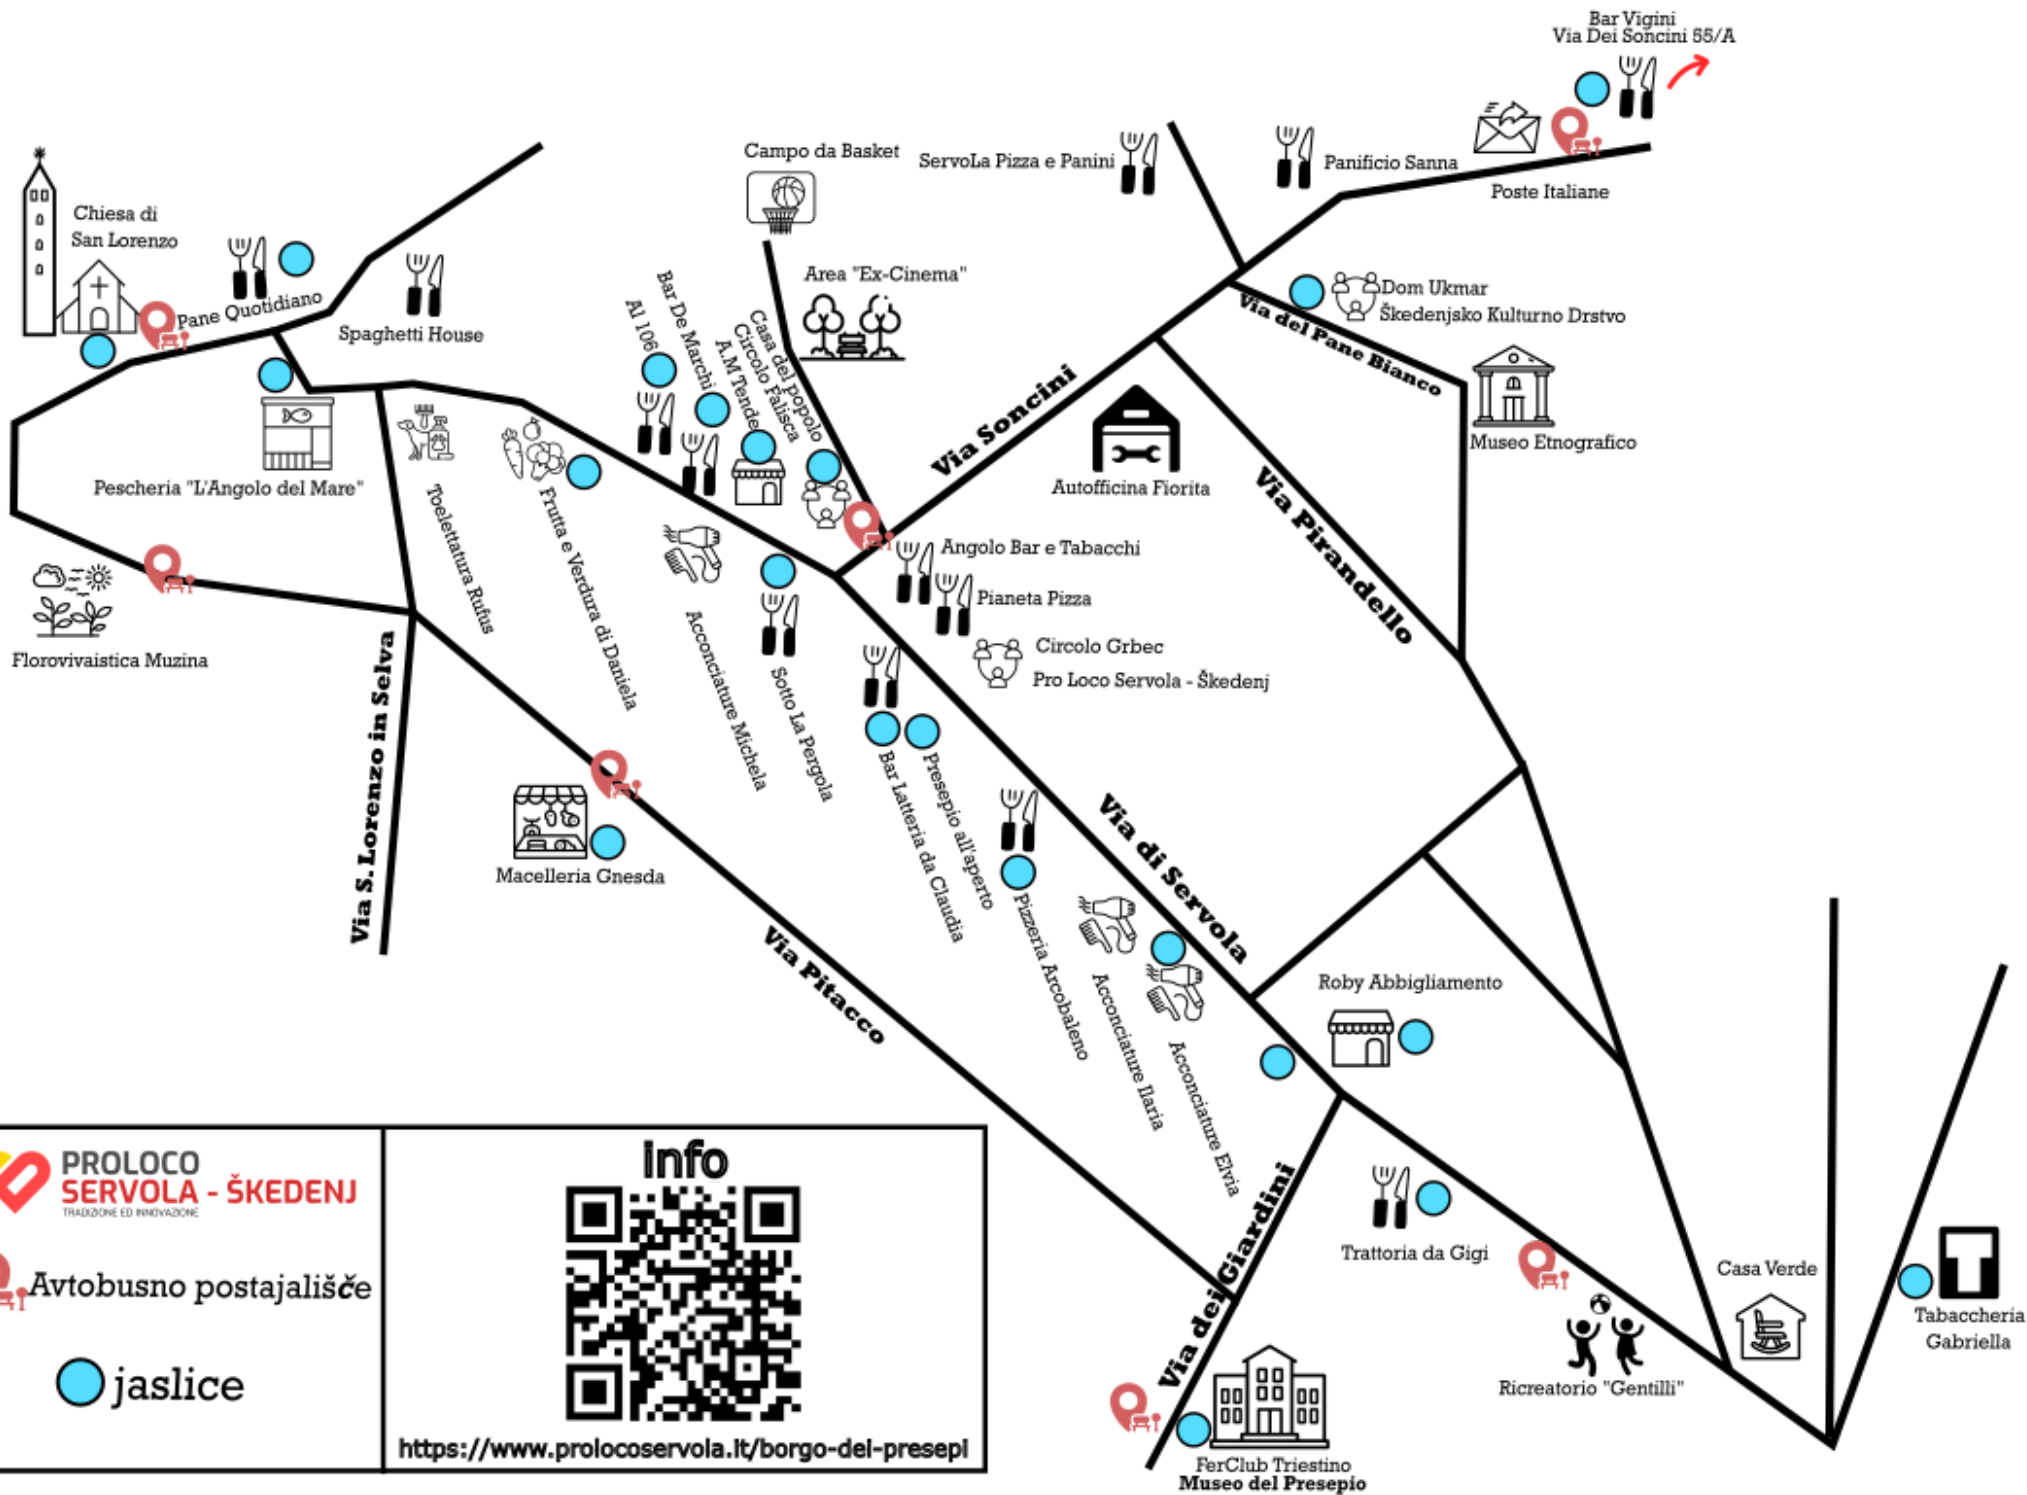 Bar Vigini
Via Dei Soncini 55/A
Campo da Basket
ServoLa Pizza e Panini
Panificio Sanna
Poste Italiane
Chiesa di
San Lorenzo
Pane Quotidiano
Spaghetti House
Area "Ex-Cinema"
Al 106
Bar De Marchi
A.M Tende
Circolo Falisca
Casa del popolo
Dom Ukmar
Škedenjsko Kulturno Drstvo
Via del Pane Bianco
Museo Etnografico
Via Soncini
Autofficina Fiorita
Via Pirandello
Pescheria "L'Angolo del Mare"
Toelettatura Rufus
Frutta e Verdura di Daniela
Acconciature Michela
Sotto La Pergola
Angolo Bar e Tabacchi
Pianeta Pizza
Circolo Grbec
Pro Loco Servola - Škedenj
Florovivaistica Muzina
Via S.Lorenzo in Selva
Macelleria Gnesda
Via Pitacco
Bar Latteria da Claudia
Presepio all'aperto
Pizzeria Arcobaleno
Via di Servola
Acconciature Ilaria
Acconciature Elvia
Roby Abbigliamento
Via dei Giardini
Trattoria da Gigi
Casa Verde
Tabaccheria
Gabriella
Ricreatorio "Gentilli"
FerClub Triestino
Museo del Presepio
PROLOCO
SERVOLA - ŠKEDENJ
TRADIZIONE ED INNOVAZIONE
Avtobusno postajališče
jaslice
info
https://www.prolocoservola.it/borgo-dei-presepi